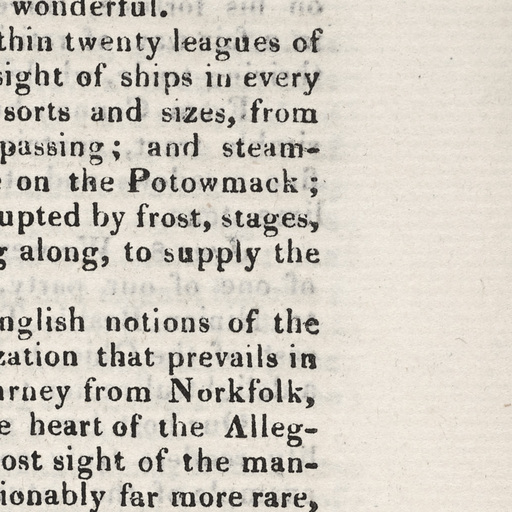 wonderful.
thin twenty leagues of
sight of ships in every
sorts and sizes, from
passing; and steam-
on the Potowmack;
upted by frost, stages,
g along, to supply the
nglish notions of the
zation that prevails in
urney from Norkfolk,
e heart of the Alleg-
ost sight of the man-
ionably far more rare,